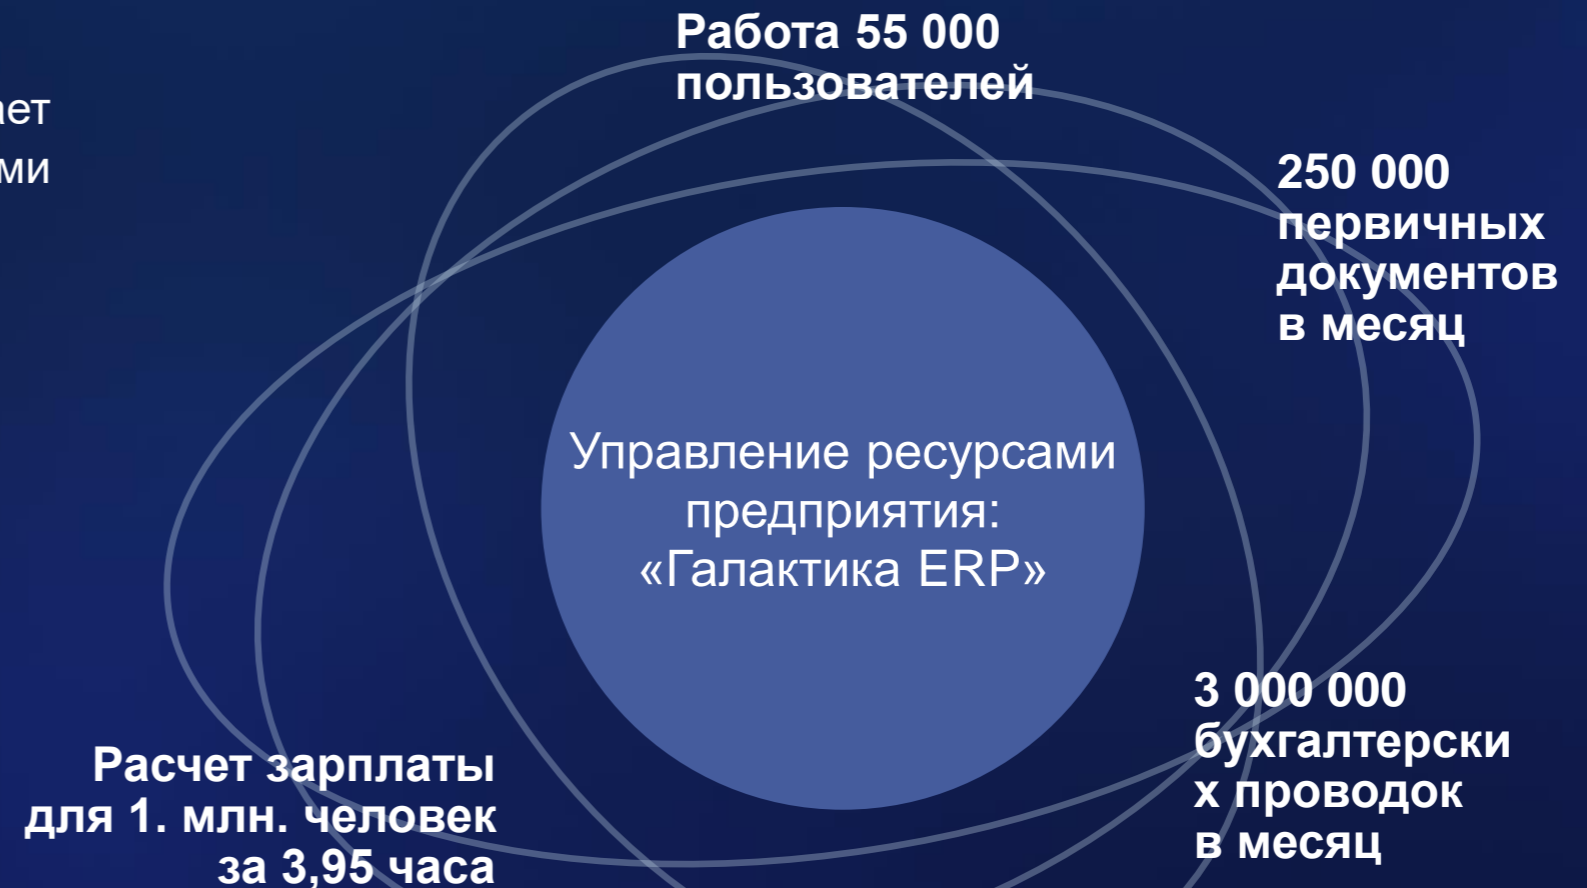 Работа 55 000
пользователей
250 000
первичных
документов
в месяц
Управление ресурсами
предприятия:
«Галактика ERP»
3 000 000
бухгалтерски
х проводок
в месяц
Расчет зарплаты
для 1. млн. человек
за 3,95 часа